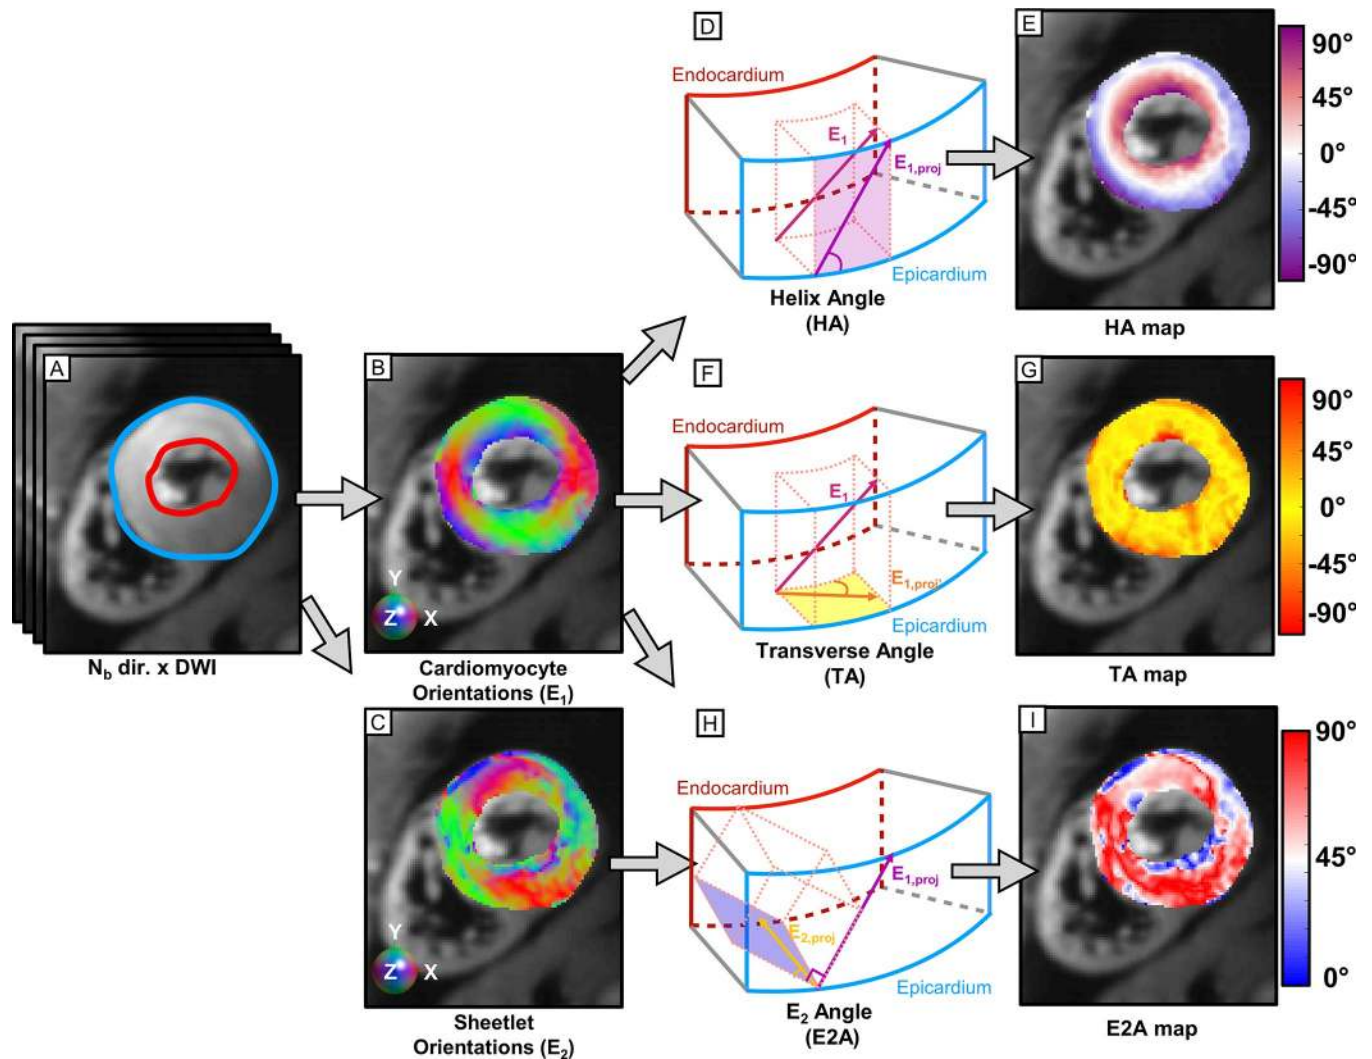 D
Endocardium
E1
E1,proj
Epicardium
Helix Angle
(HA)
E
90°
45°
0°
-45°
-90°
HA map
A
Nb dir. x DWI
B
Y
Z X
Cardiomyocyte
Orientations (E1)
F
Endocardium
E1
E1,proj'
Epicardium
Transverse Angle
(TA)
G
90°
45°
0°
-45°
-90°
TA map
C
Y
Z X
Sheetlet
Orientations (E2)
H
Endocardium
E1,proj
E2,proj
Epicardium
E2 Angle
(E2A)
I
90°
45°
0°
E2A map